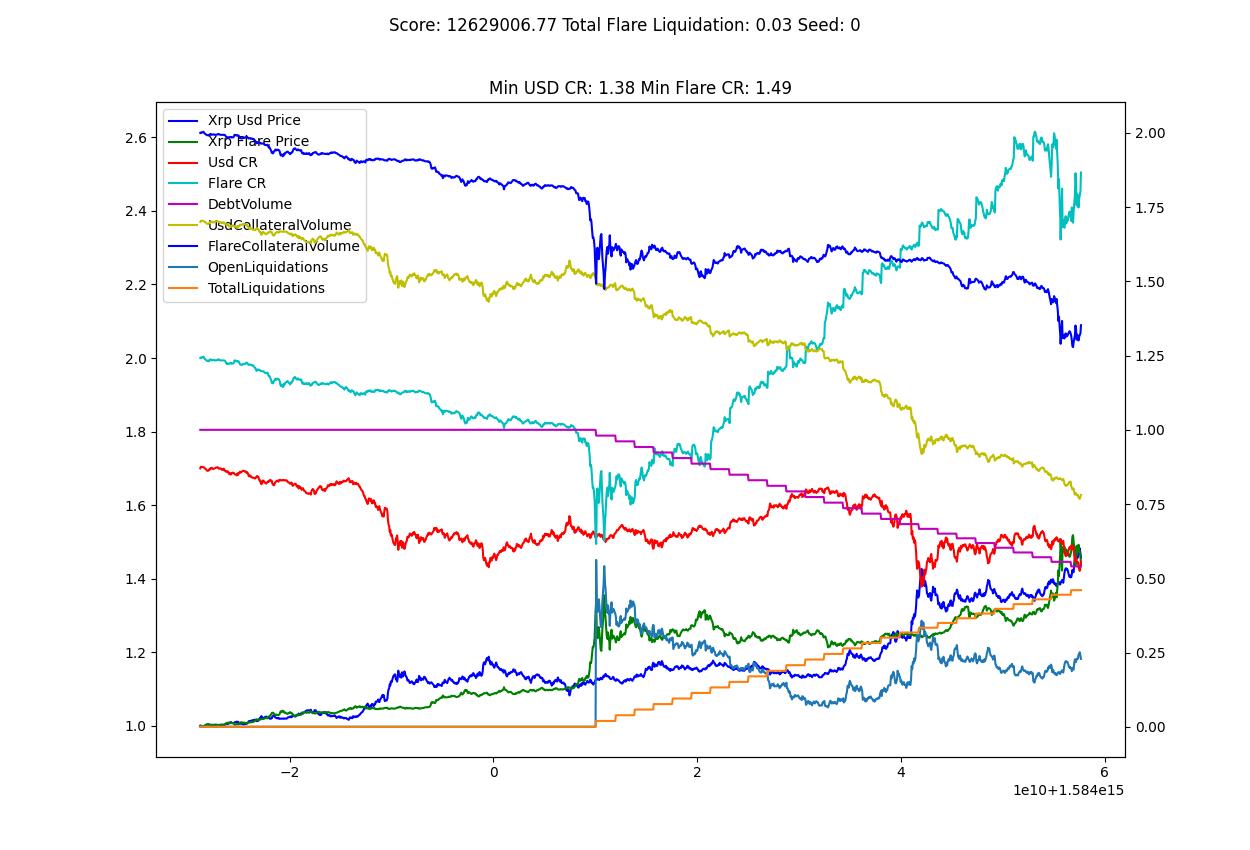 Score: 12629006.77 Total Flare Liquidation: 0.03 Seed: 0
Min USD CR: 1.38 Min Flare CR: 1.49
Xrp Usd Price
Xrp Flare Price
Usd CR
Flare CR
DebtVolume
UsdCollateralVolume
FlareCollateralVolume
OpenLiquidations
TotalLiquidations
2.6
2.4
2.2
2.0
1.8
1.6
1.4
1.2
1.0
2.00
1.75
1.50
1.25
1.00
0.75
0.50
0.25
0.00
−2
0
2
4
6
1e10+1.584e15